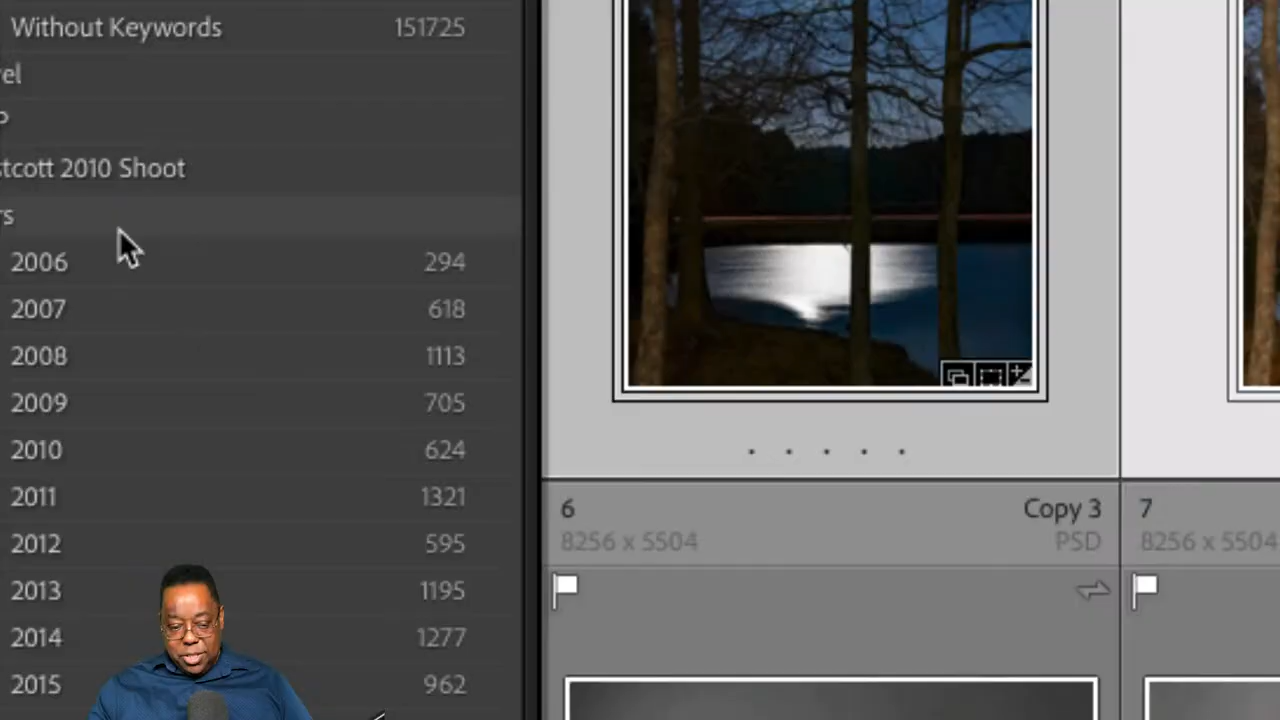 Without Keywords 151725
vel
stcott 2010 Shoot
rs
2006 294
2007 618
2008 1113
2009 705
2010 624
2011 1321
2012 595
2013 1195
2014 1277
2015 962
6 Copy 3
8256 x 5504 PSD
7
8256 x 5504